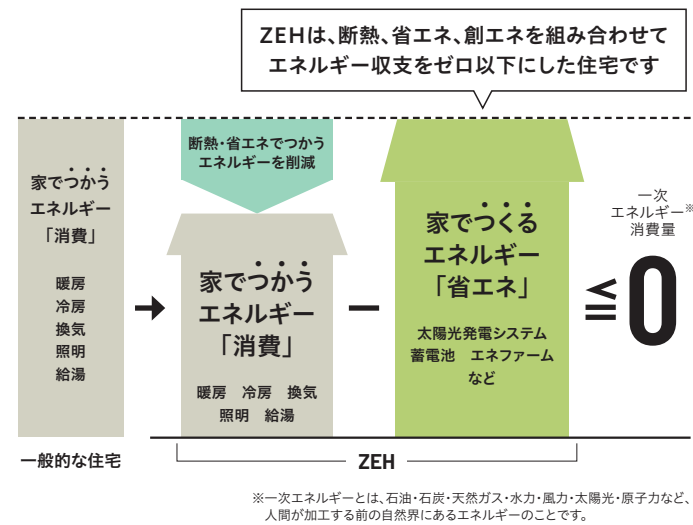 ZEHは、断熱、省エネ、創エネを組み合わせて
エネルギー収支をゼロ以下にした住宅です
家でつかう
エネルギー
「消費」
暖房
冷房
換気
照明
給湯
一般的な住宅
断熱・省エネでつかう
エネルギーを削減
家でつかう
エネルギー
「消費」
暖房 冷房 換気
照明 給湯
家でつくる
エネルギー
「省エネ」
太陽光発電システム
蓄電池 エネファーム
など
ZEH
一次
エネルギー※
消費量
≦0
※一次エネルギーとは、石油・石炭・天然ガス・水力・風力・太陽光・原子力など、
人間が加工する前の自然界にあるエネルギーのことです。